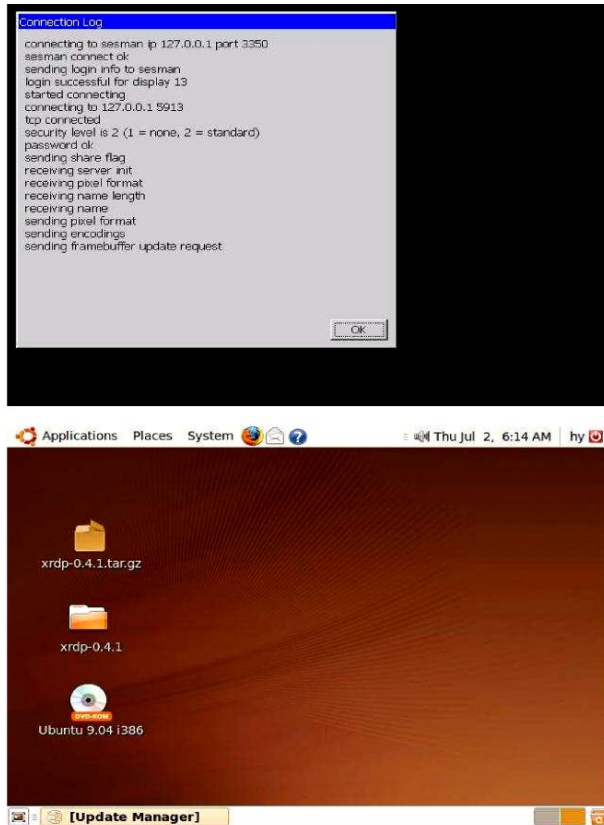 Connection Log
connecting to sesman ip 127.0.0.1 port 3350
sesman connect ok
sending login info to sesman
login successful for display 13
started connecting
connecting to 127.0.0.1 5913
tcp connected
security level is 2 (1 = none, 2 = standard)
password ok
sending share flag
receiving server init
receiving pixel format
receiving name length
receiving name
sending pixel format
sending encodings
sending framebuffer update request
OK
Applications Places System ? Thu Jul 2, 6:14 AM hy
xrdp-0.4.1.tar.gz
xrdp-0.4.1
DVD-ROM
Ubuntu 9.04 i386
[Update Manager]